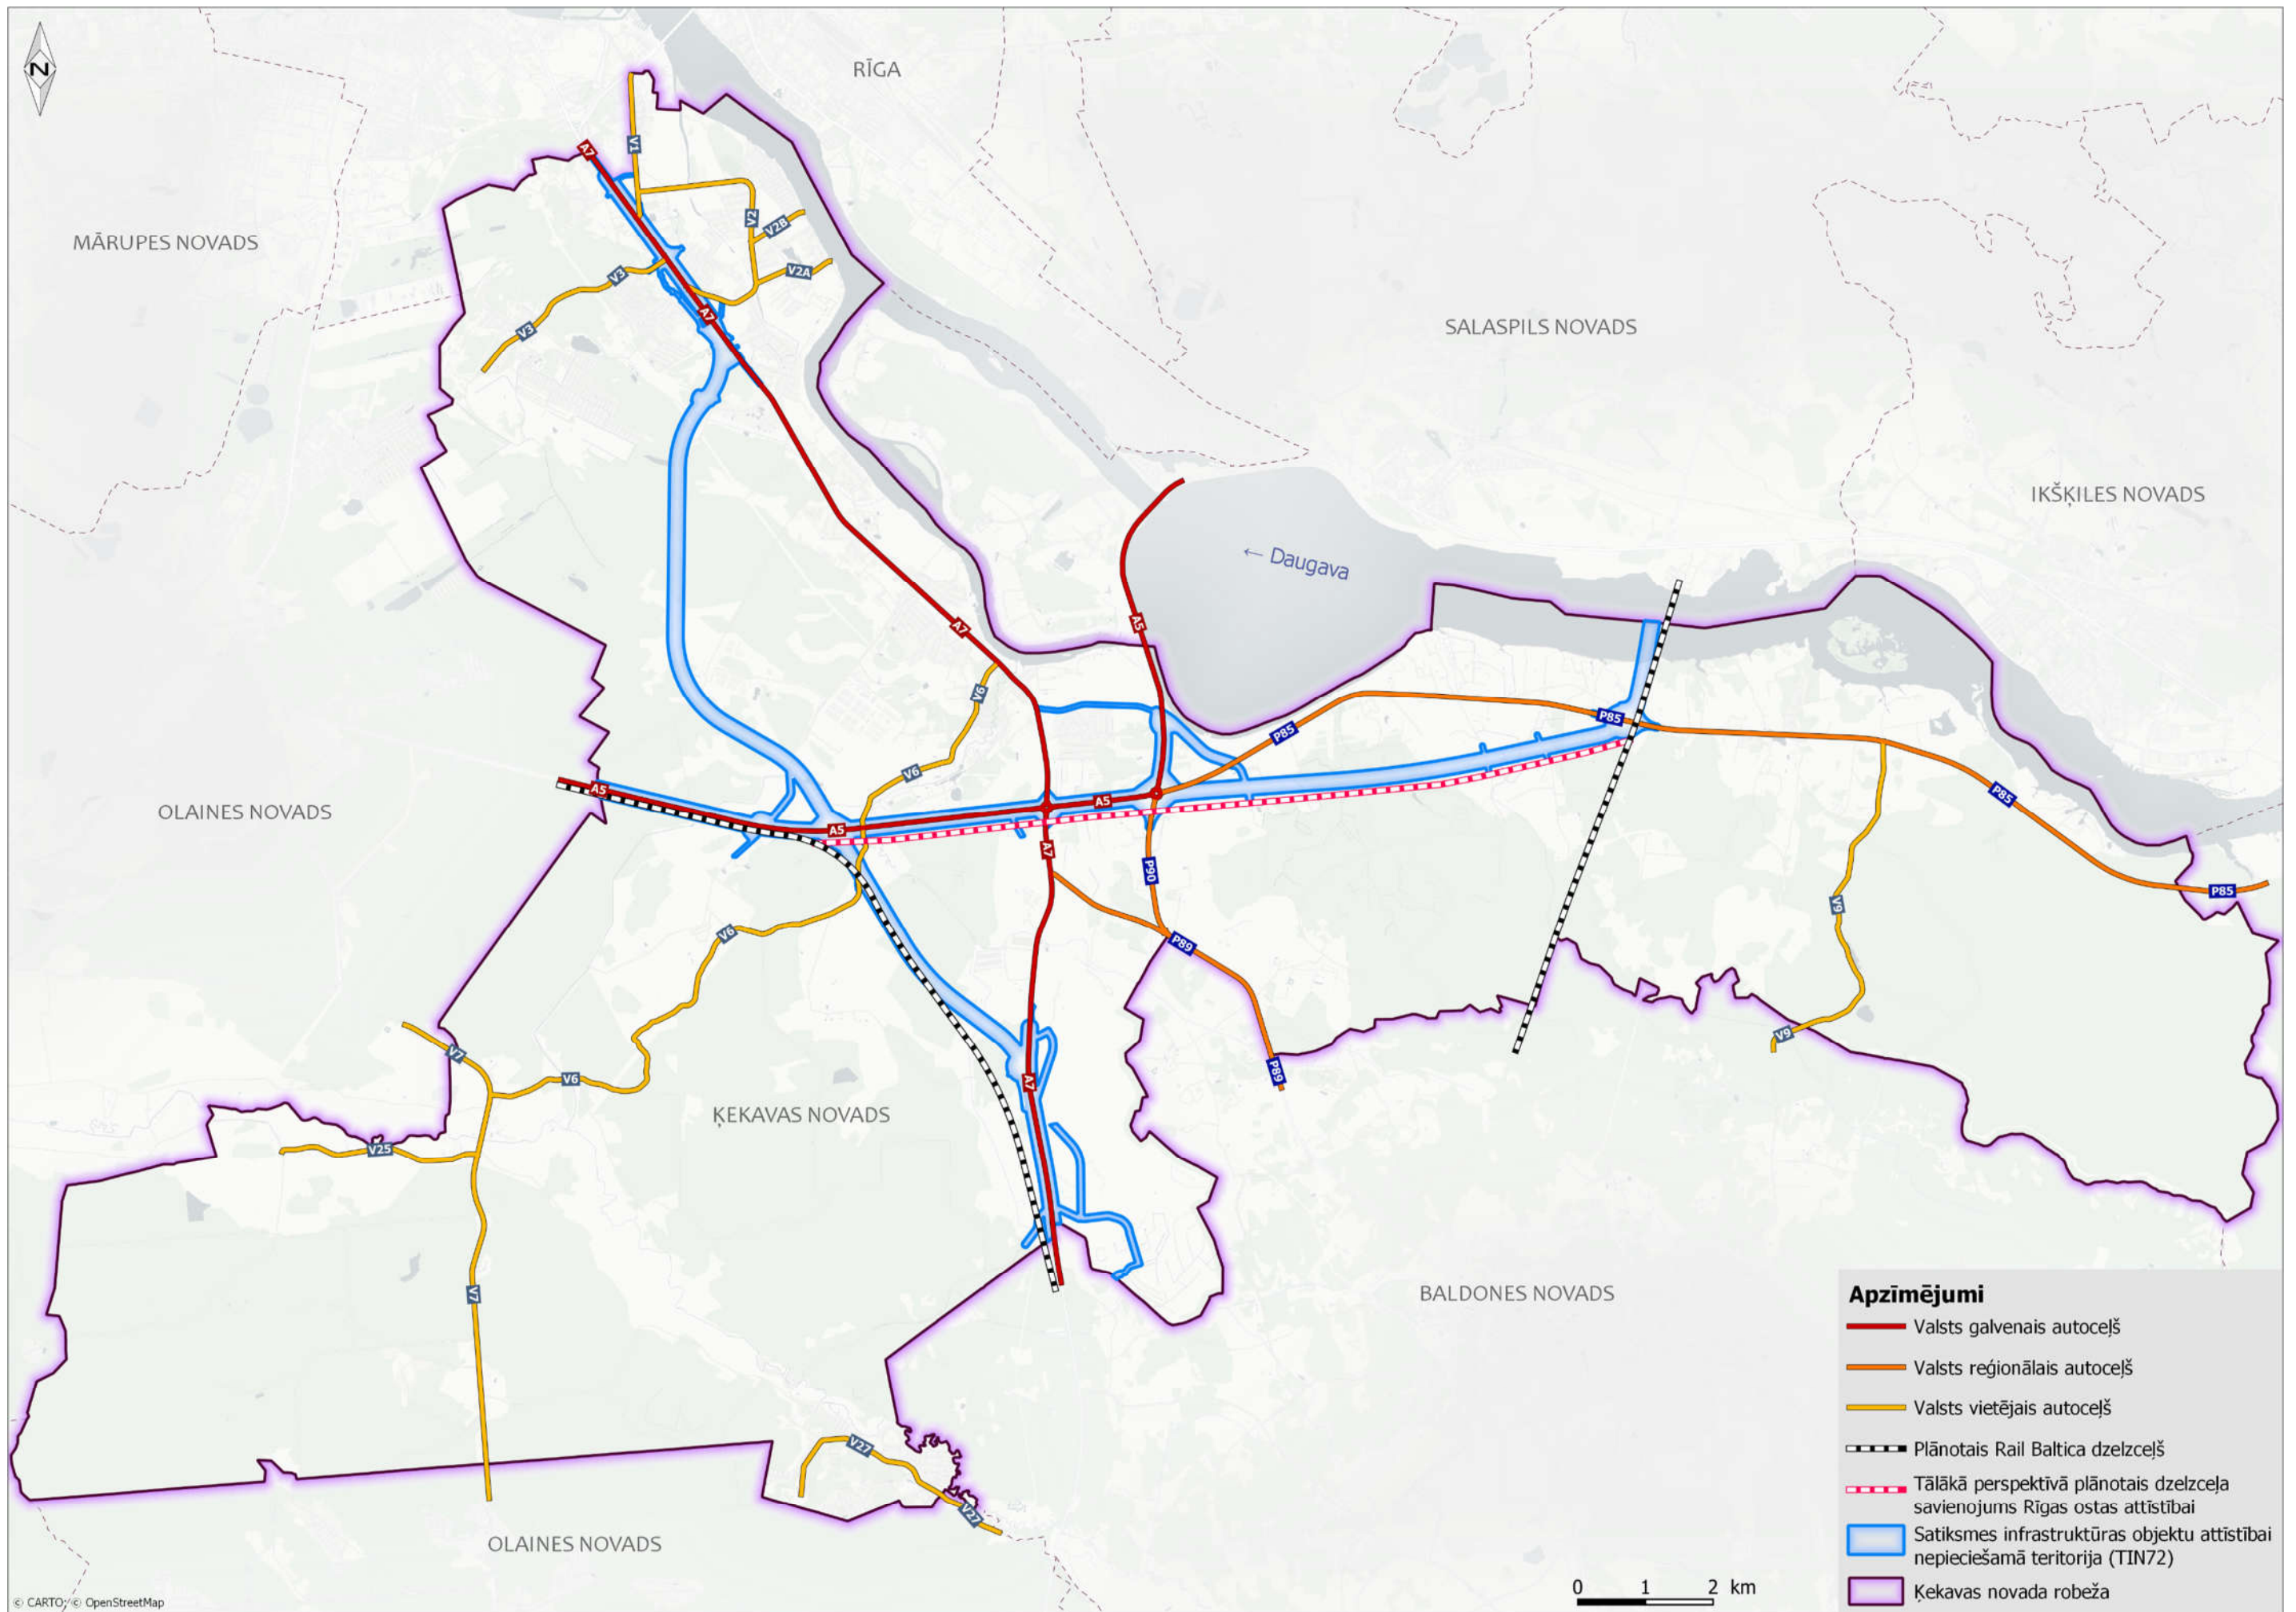 N
RĪGA
A7
V1
V2
V2B
MĀRUPES NOVADS
V3
V2A
V3
A7
SALASPILS NOVADS
IKŠĶILES NOVADS
← Daugava
A7
A5
V6
P85
P85
V6
A5
A5
P85
OLAINES NOVADS
A5
A7
P90
P85
V9
V6
P89
V9
V7
V6
A7
P89
ĶEKAVAS NOVADS
V25
V7
BALDONES NOVADS
V27
V27
OLAINES NOVADS
Apzīmējumi
Valsts galvenais autoceļš
Valsts reģionālais autoceļš
Valsts vietējais autoceļš
Plānotais Rail Baltica dzelzceļš
Tālākā perspektīvā plānotais dzelzceļa
savienojums Rīgas ostas attīstībai
Satiksmes infrastruktūras objektu attīstībai
nepieciešamā teritorija (TIN72)
Ķekavas novada robeža
0 1 2 km
© CARTO; © OpenStreetMap